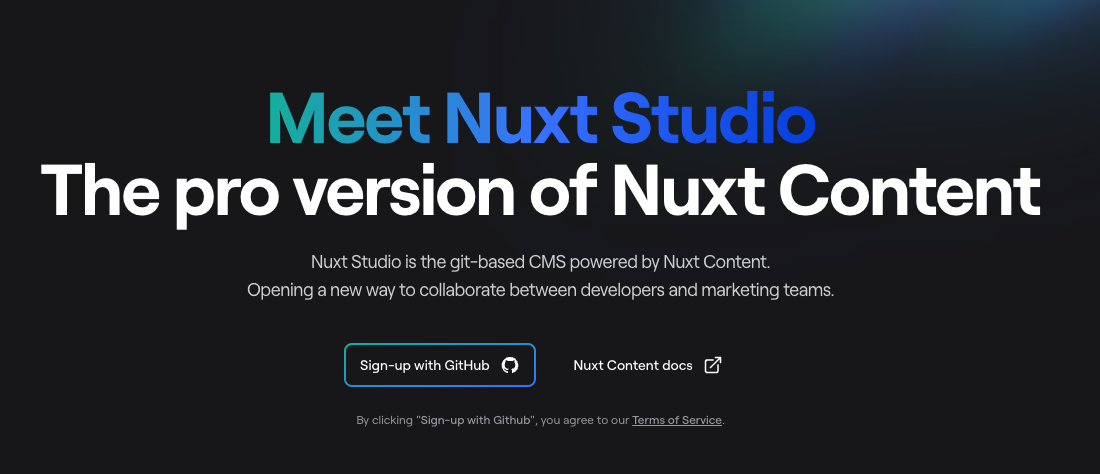 Meet Nuxt Studio
The pro version of Nuxt Content
Nuxt Studio is the git-based CMS powered by Nuxt Content.
Opening a new way to collaborate between developers and marketing teams.
Sign-up with GitHub
Nuxt Content docs
By clicking "Sign-up with Github", you agree to our Terms of Service.